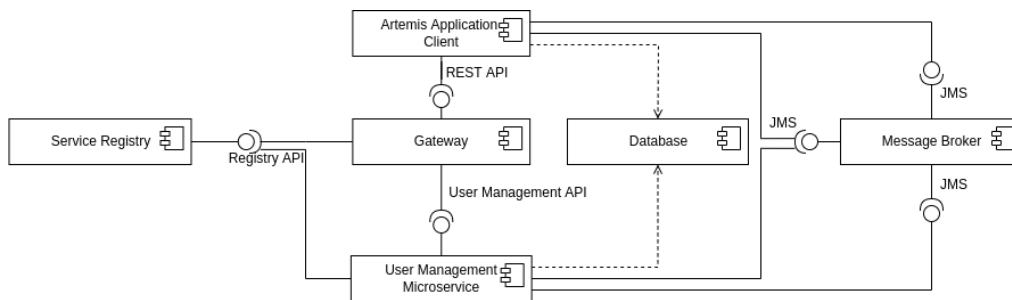 Artemis Application
Client
REST API
JMS
Service Registry
Registry API
Gateway
Database
JMS
Message Broker
User Management API
JMS
User Management
Microservice